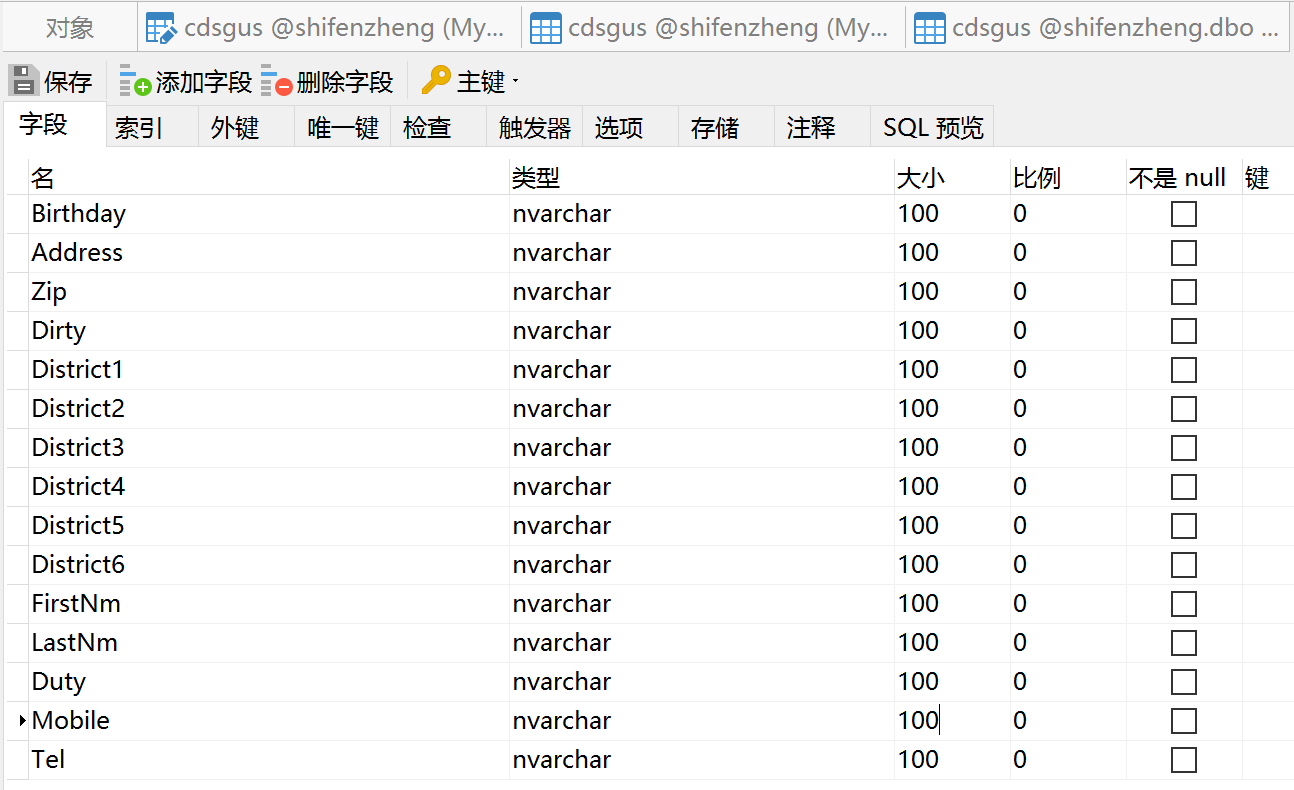 对象 cdsgus @shifenzheng (My... cdsgus @shifenzheng (My... cdsgus @shifenzheng.dbo ...
保存 添加字段 删除字段 主键
字段 索引 外键 唯一键 检查 触发器 选项 存储 注释 SQL 预览
名 类型 大小 比例 不是 null 键
Birthday nvarchar 100 0
Address nvarchar 100 0
Zip nvarchar 100 0
Dirty nvarchar 100 0
District1 nvarchar 100 0
District2 nvarchar 100 0
District3 nvarchar 100 0
District4 nvarchar 100 0
District5 nvarchar 100 0
District6 nvarchar 100 0
FirstNm nvarchar 100 0
LastNm nvarchar 100 0
Duty nvarchar 100 0
Mobile nvarchar 100 0
Tel nvarchar 100 0